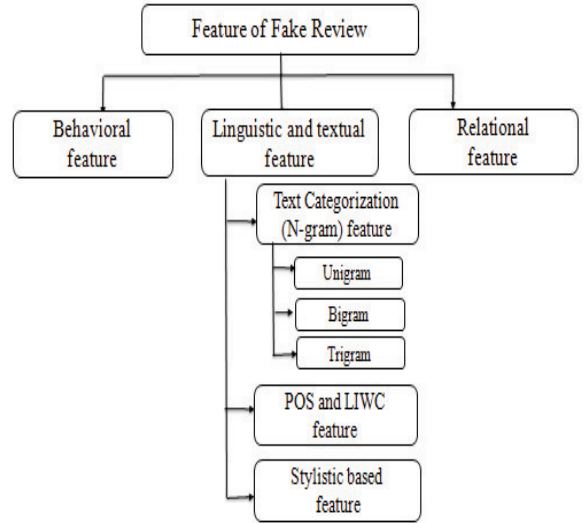 Feature of Fake Review
Behavioral
feature
Linguistic and textual
feature
Relational
feature
Text Categorization
(N-gram) feature
Unigram
Bigram
Trigram
POS and LIWC
feature
Stylistic based
feature